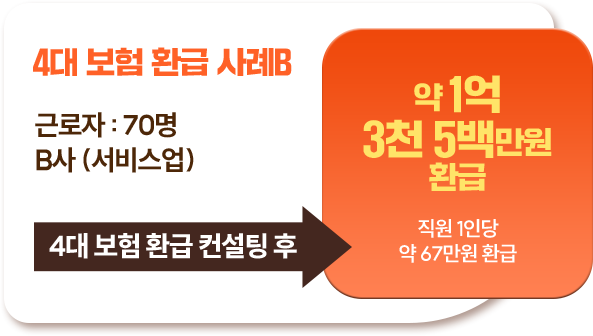 4대 보험 환급 사례B
근로자 : 70명
B사 (서비스업)
4대 보험 환급 컨설팅 후
약 1억
3천 5백만원
환급
직원 1인당
약 67만원 환급